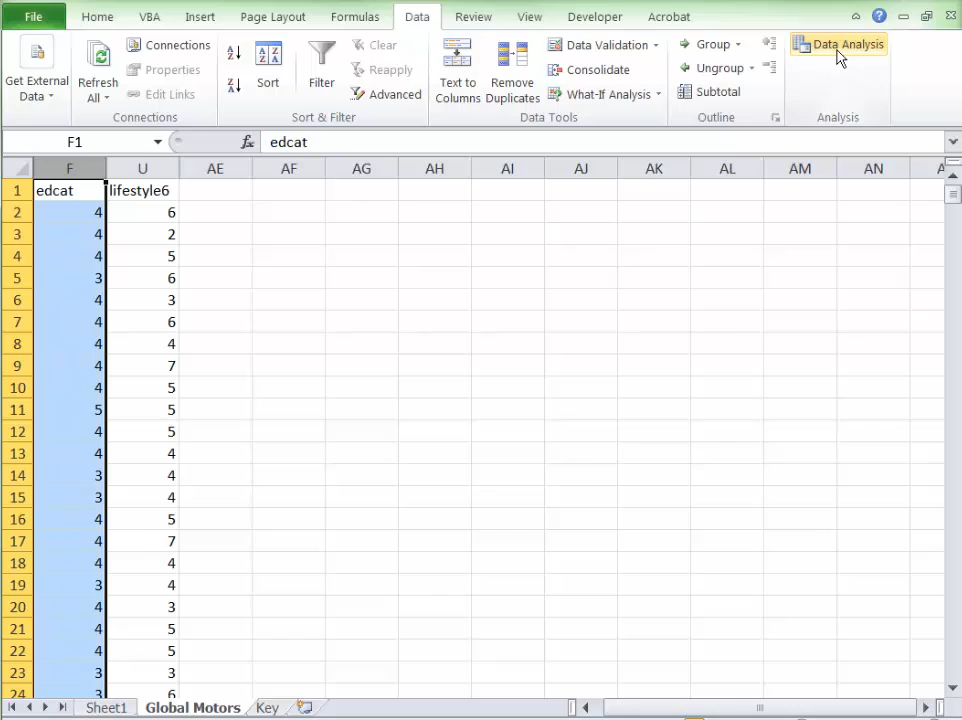 File Home VBA Insert Page Layout Formulas Data Review View Developer Acrobat
Get External Data
Refresh All
Connections
Properties
Edit Links
Connections
Sort
Filter
Clear
Reapply
Advanced
Sort & Filter
Text to Columns
Remove Duplicates
Data Validation
Consolidate
What-If Analysis
Data Tools
Group
Ungroup
Subtotal
Outline
Data Analysis
Analysis
F1 fx edcat
F U AE AF AG AH AI AJ AK AL AM AN A
1 edcat lifestyle6
2 4 6
3 4 2
4 4 5
5 3 6
6 4 3
7 4 6
8 4 4
9 4 7
10 4 5
11 5 5
12 4 5
13 4 4
14 3 4
15 3 4
16 4 5
17 4 7
18 4 4
19 3 4
20 4 3
21 4 5
22 4 5
23 3 3
24 3 6
Sheet1 Global Motors Key